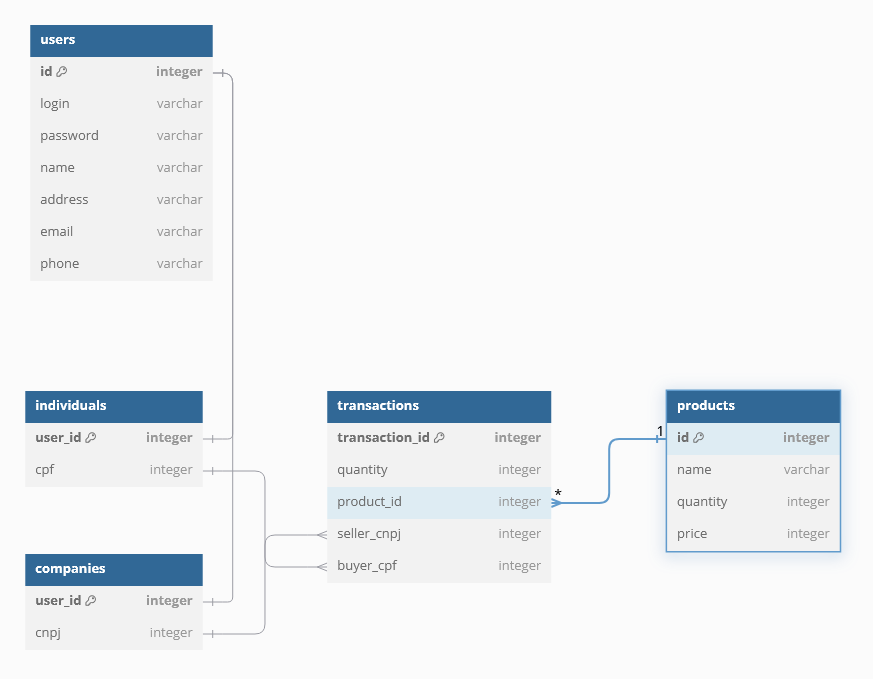 users
id integer
login varchar
password varchar
name varchar
address varchar
email varchar
phone varchar
individuals
user_id integer
cpf integer
companies
user_id integer
cnpj integer
transactions
transaction_id integer
quantity integer
product_id integer
*
seller_cnpj integer
buyer_cpf integer
products
1
id integer
name varchar
quantity integer
price integer